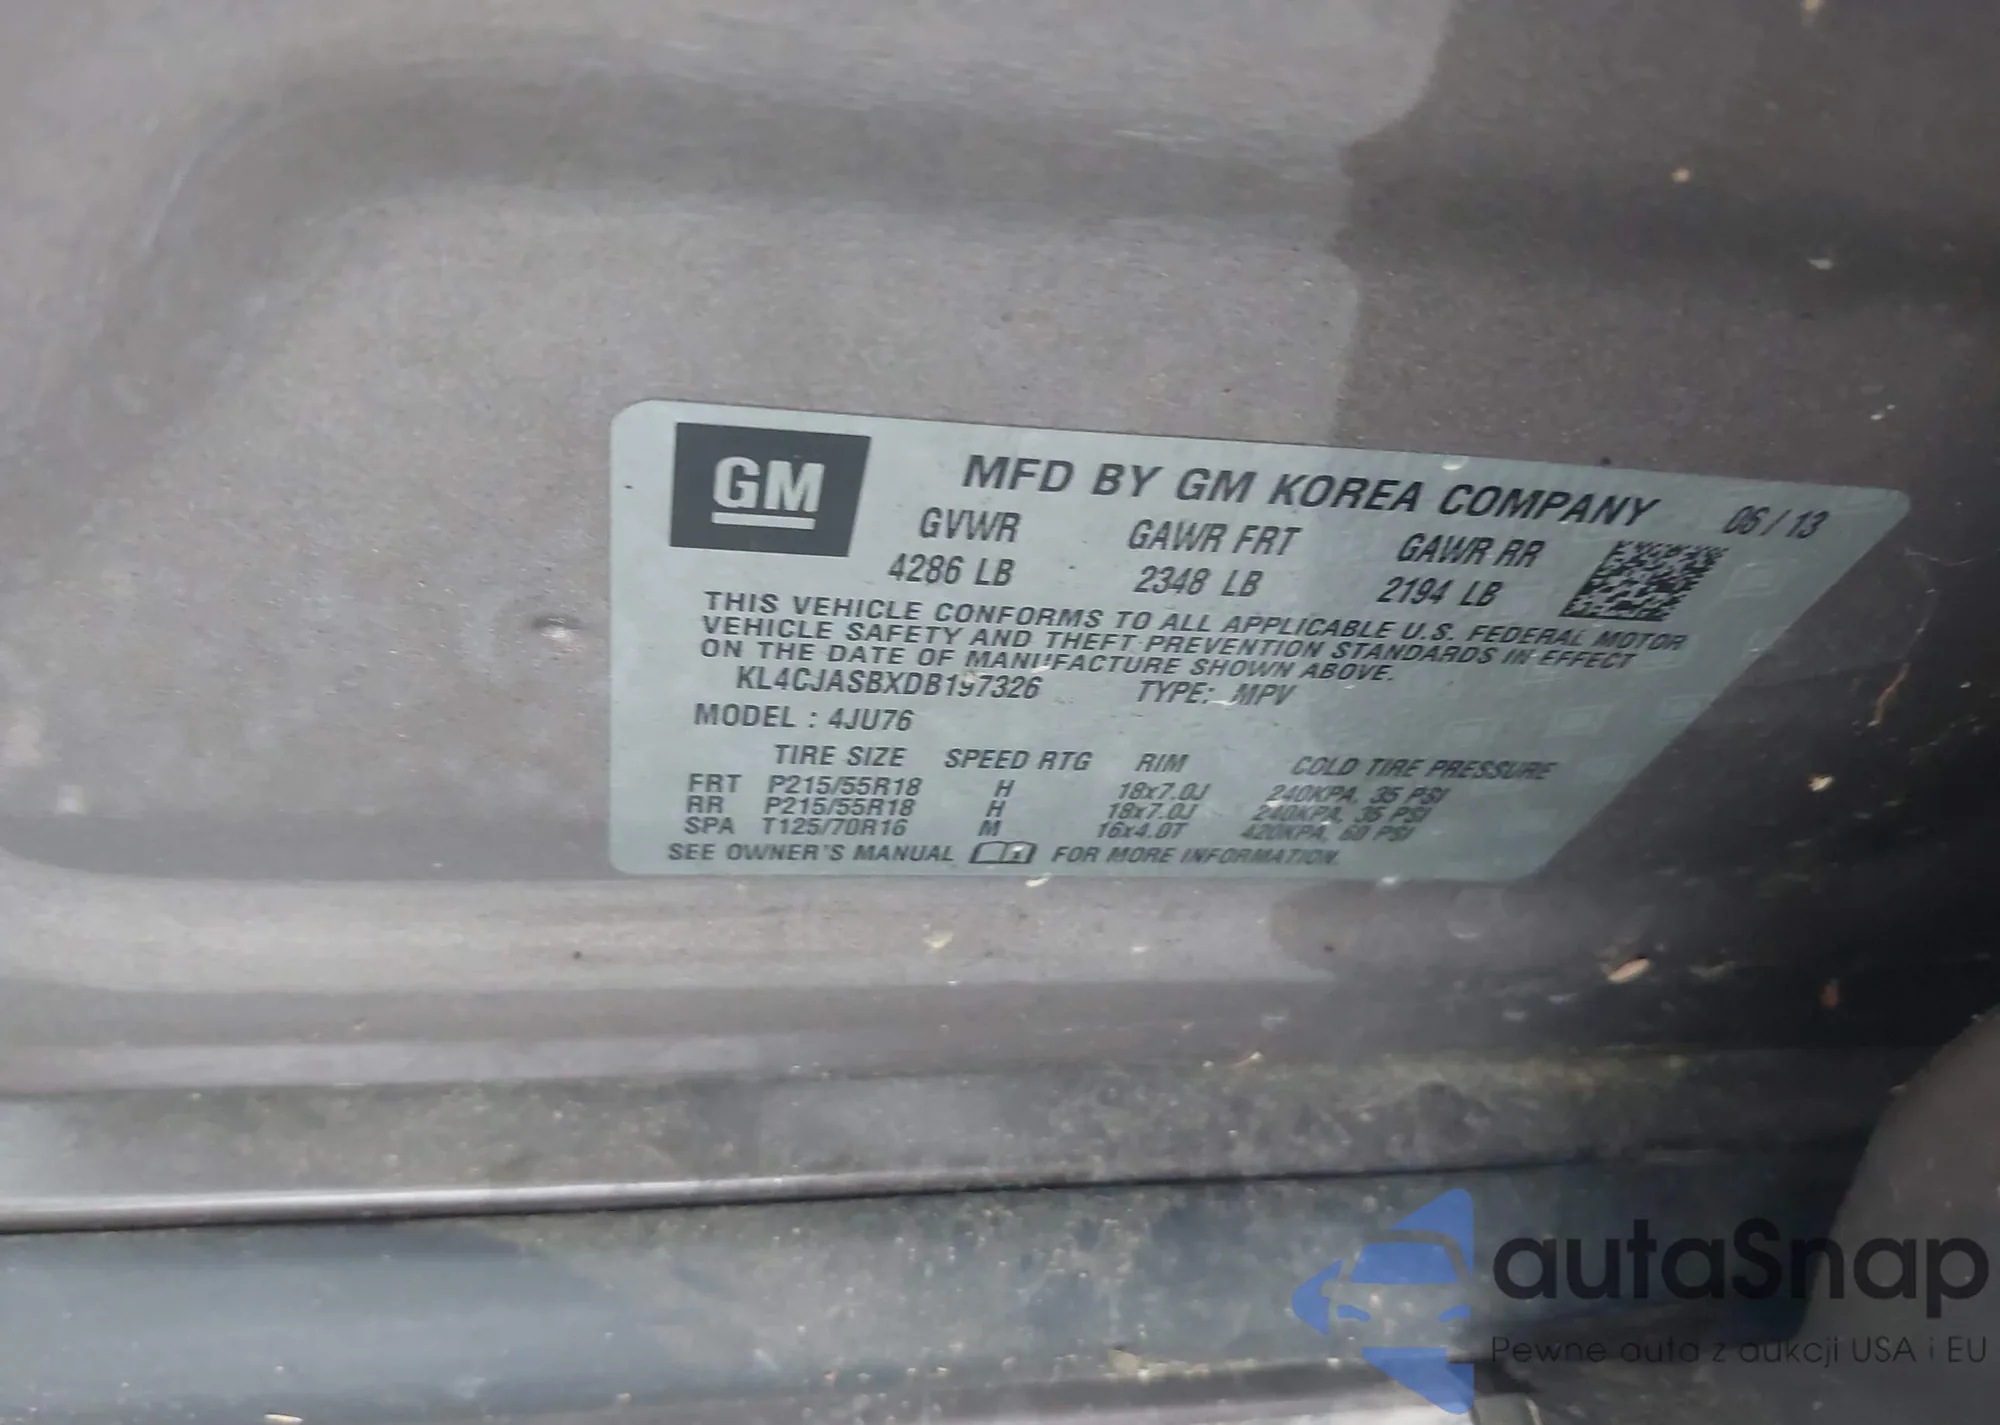 GM
MFD BY GM KOREA COMPANY 06/13
GVWR GAWR FRT GAWR RR
4286 LB 2348 LB 2194 LB
THIS VEHICLE CONFORMS TO ALL APPLICABLE U.S. FEDERAL MOTOR
VEHICLE SAFETY AND THEFT PREVENTION STANDARDS IN EFFECT
ON THE DATE OF MANUFACTURE SHOWN ABOVE.
KL4CJASBXDB197326 TYPE: MPV
MODEL : 4JU76
TIRE SIZE SPEED RTG RIM COLD TIRE PRESSURE
FRT P215/55R18 H 18x7.0J 240KPA, 35 PSI
RR P215/55R18 H 18x7.0J 240KPA, 35 PSI
SPA T125/70R16 M 16x4.0T 420KPA, 60 PSI
SEE OWNER'S MANUAL FOR MORE INFORMATION.
autaSnap
Pewne auta z aukcji USA i EU